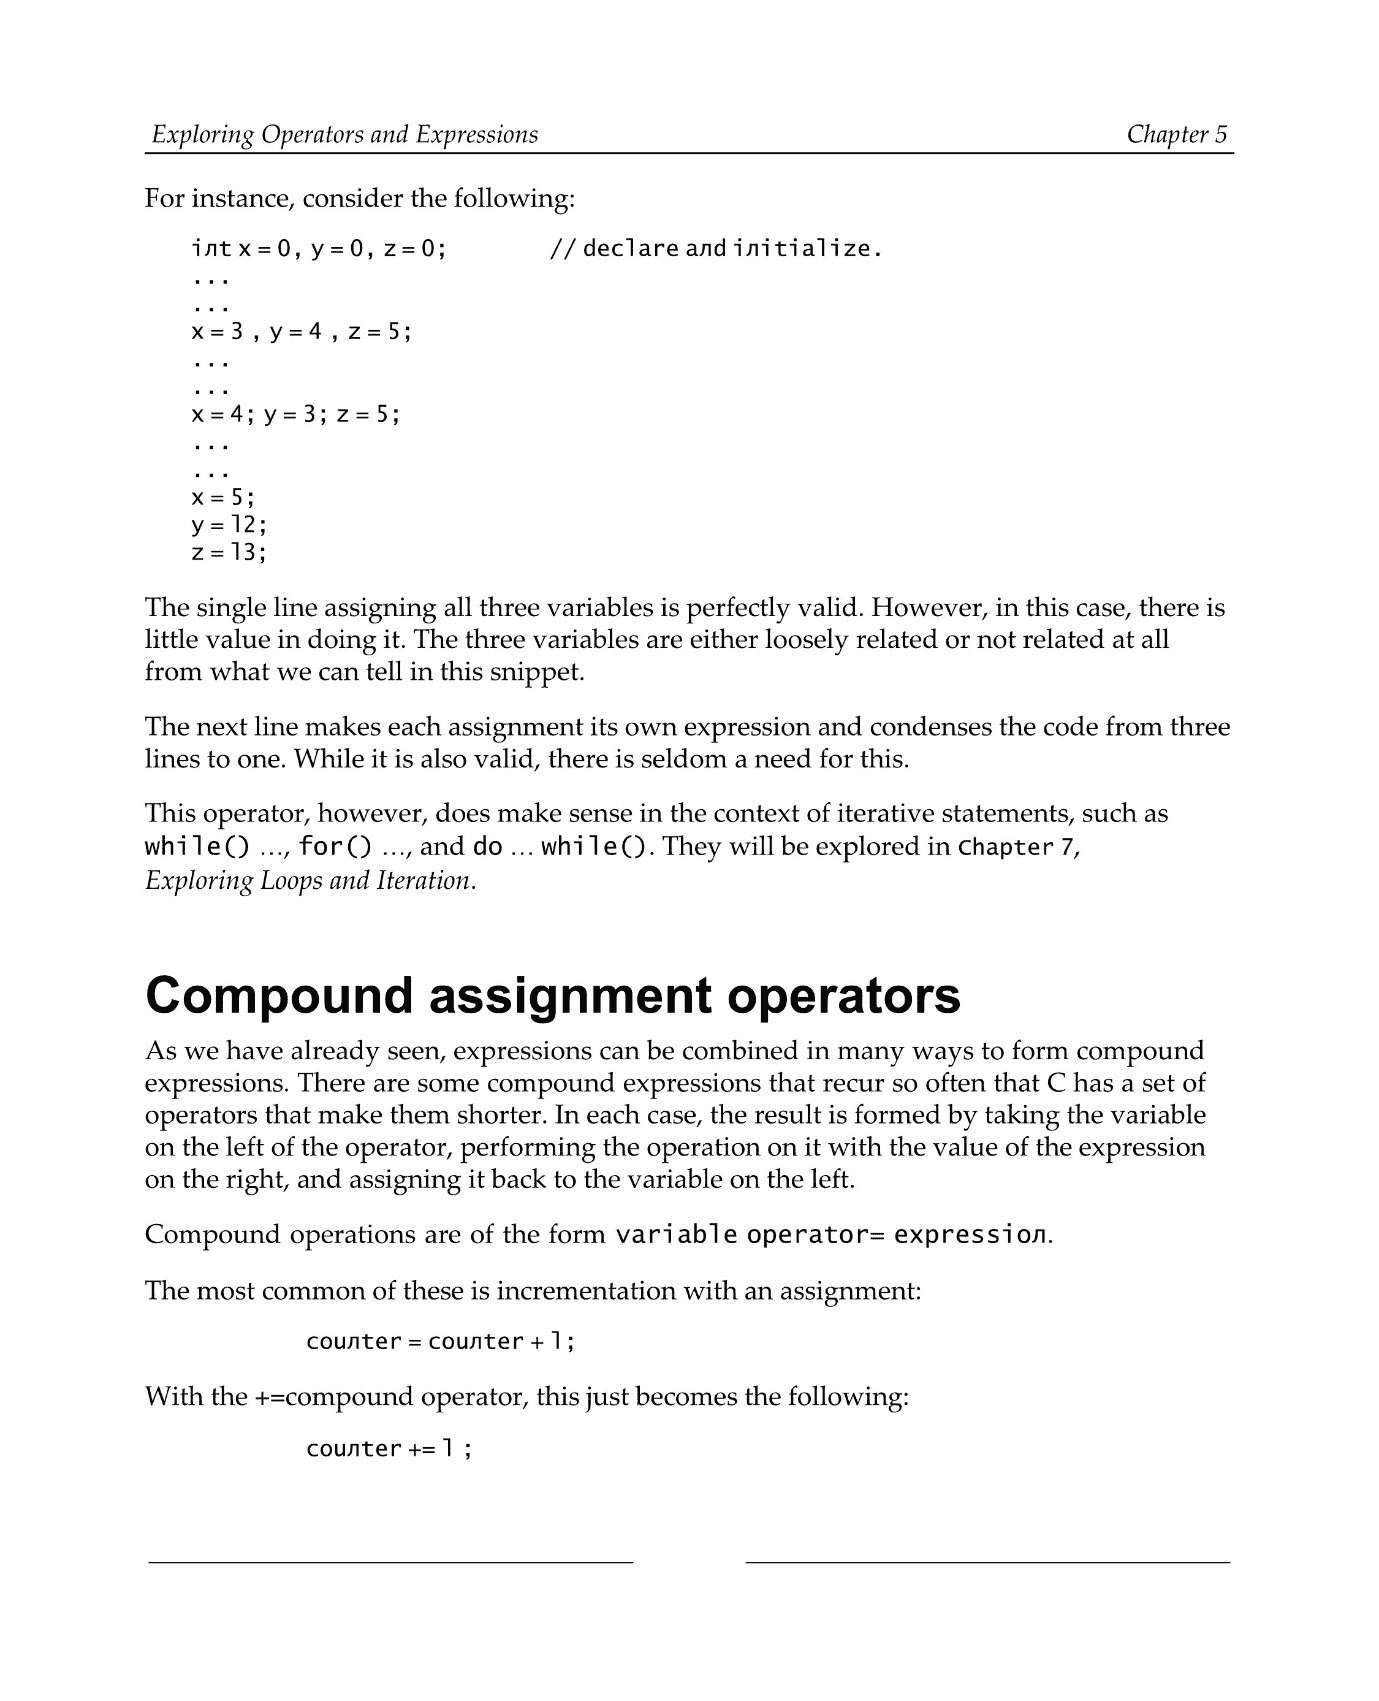 Exploring Operators and Expressions Chapter 5
For instance, consider the following:
int x = 0, y = 0, z = 0; // declare and initialize.
...
...
x = 3 , y = 4 , z = 5;
...
...
x = 4; y = 3; z = 5;
...
...
x = 5;
y = 12;
z = 13;
The single line assigning all three variables is perfectly valid. However, in this case, there is
little value in doing it. The three variables are either loosely related or not related at all
from what we can tell in this snippet.
The next line makes each assignment its own expression and condenses the code from three
lines to one. While it is also valid, there is seldom a need for this.
This operator, however, does make sense in the context of iterative statements, such as
while() …, for() …, and do … while(). They will be explored in Chapter 7,
Exploring Loops and Iteration.
Compound assignment operators
As we have already seen, expressions can be combined in many ways to form compound
expressions. There are some compound expressions that recur so often that C has a set of
operators that make them shorter. In each case, the result is formed by taking the variable
on the left of the operator, performing the operation on it with the value of the expression
on the right, and assigning it back to the variable on the left.
Compound operations are of the form variable operator= expression.
The most common of these is incrementation with an assignment:
counter = counter + 1;
With the +=compound operator, this just becomes the following:
counter += 1 ;